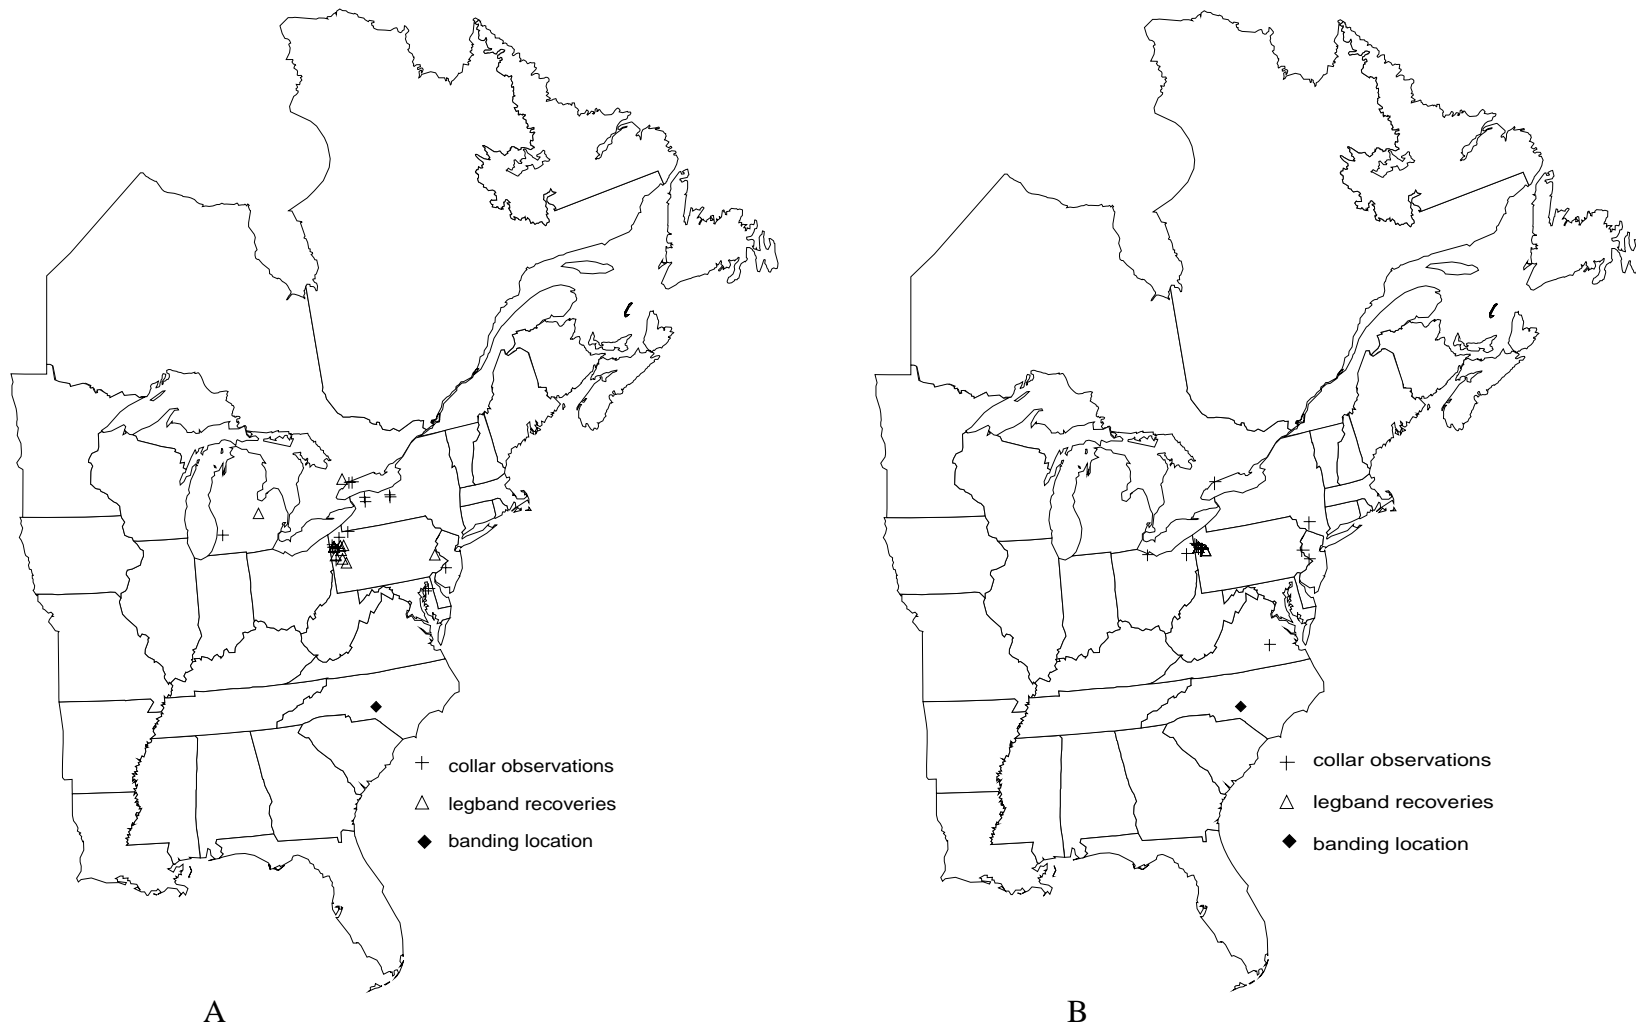 collar observations
legband recoveries
banding location
collar observations
legband recoveries
banding location
A
B